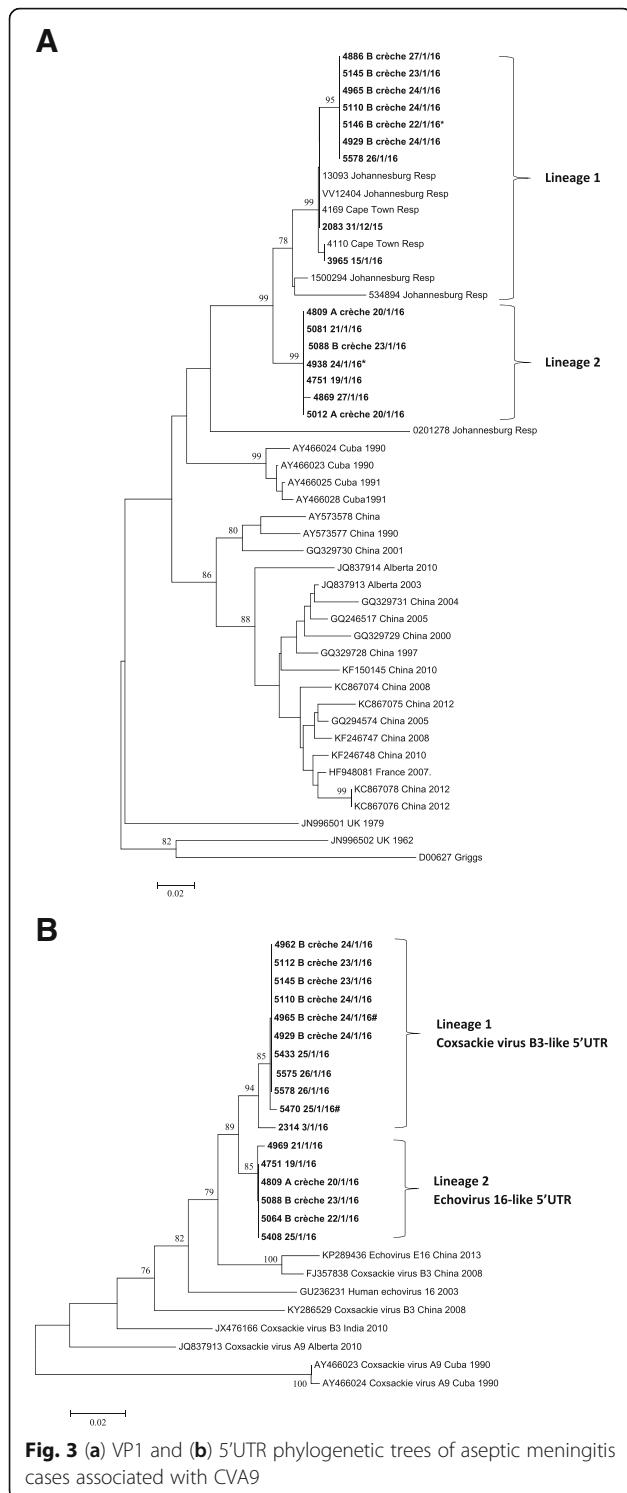 A
4886 B crèche 27/1/16
5145 B crèche 23/1/16
4965 B crèche 24/1/16
95
5110 B crèche 24/1/16
5146 B crèche 22/1/16*
4929 B crèche 24/1/16
5578 26/1/16
Lineage 1
13093 Johannesburg Resp
VV12404 Johannesburg Resp
99
4169 Cape Town Resp
2083 31/12/15
4110 Cape Town Resp
78
3965 15/1/16
1500294 Johannesburg Resp
534894 Johannesburg Resp
99
4809 A crèche 20/1/16
5081 21/1/16
5088 B crèche 23/1/16
99
4938 24/1/16*
Lineage 2
4751 19/1/16
4869 27/1/16
5012 A crèche 20/1/16
0201278 Johannesburg Resp
99
AY466024 Cuba 1990
AY466023 Cuba 1990
AY466025 Cuba 1991
AY466028 Cuba1991
80
AY573578 China
AY573577 China 1990
GQ329730 China 2001
86
JQ837914 Alberta 2010
JQ837913 Alberta 2003
GQ329731 China 2004
88
GQ246517 China 2005
GQ329729 China 2000
GQ329728 China 1997
KF150145 China 2010
KC867074 China 2008
KC867075 China 2012
GQ294574 China 2005
KF246747 China 2008
KF246748 China 2010
HF948081 France 2007.
99
KC867078 China 2012
KC867076 China 2012
JN996501 UK 1979
82
JN996502 UK 1962
D00627 Griggs
0.02
B
4962 B crèche 24/1/16
5112 B crèche 23/1/16
5145 B crèche 23/1/16
5110 B crèche 24/1/16
4965 B crèche 24/1/16#
Lineage 1
Coxsackie virus B3-like 5’UTR
4929 B crèche 24/1/16
85
5433 25/1/16
5575 26/1/16
5578 26/1/16
94
5470 25/1/16#
2314 3/1/16
89
4969 21/1/16
85
4751 19/1/16
4809 A crèche 20/1/16
Lineage 2
Echovirus 16-like 5’UTR
79
5088 B crèche 23/1/16
5064 B crèche 22/1/16
5408 25/1/16
82
100
KP289436 Echovirus E16 China 2013
FJ357838 Coxsackie virus B3 China 2008
76
GU236231 Human echovirus 16 2003
KY286529 Coxsackie virus B3 China 2008
JX476166 Coxsackie virus B3 India 2010
JQ837913 Coxsackie virus A9 Alberta 2010
AY466023 Coxsackie virus A9 Cuba 1990
100
AY466024 Coxsackie virus A9 Cuba 1990
0.02
Fig. 3 (a) VP1 and (b) 5’UTR phylogenetic trees of aseptic meningitis
cases associated with CVA9